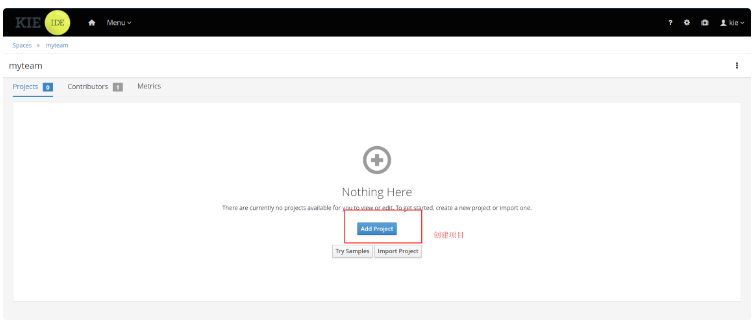 KIE IDE Menu ? kie
Spaces » myteam
myteam
Projects 0 Contributors 1 Metrics
Nothing Here
There are currently no projects available for you to view or edit. To get started, create a new project or import one.
Add Project
创建项目
Try Samples Import Project